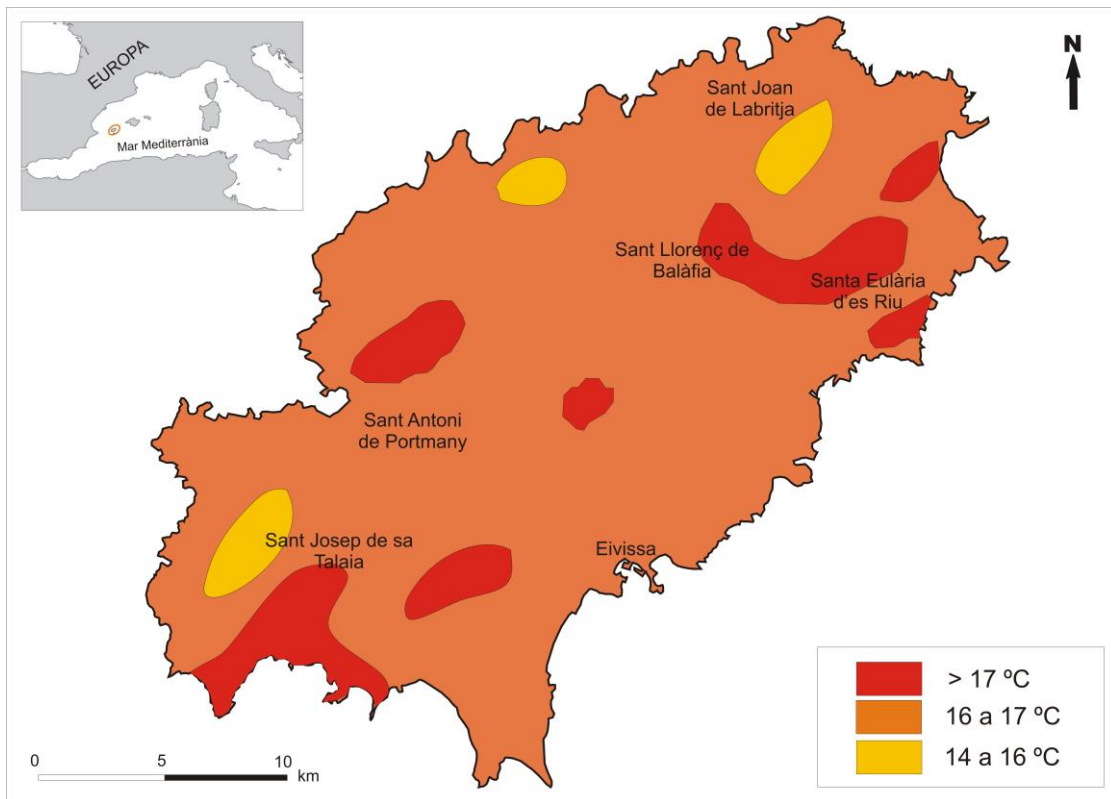 EUROPA
Mar Mediterrània
N
Sant Joan
de Labritja
Sant Llorenç de
Balàfia
Santa Eulària
d'es Riu
Sant Antoni
de Portmany
Sant Josep de sa
Talaia
Eivissa
> 17 ºC
16 a 17 ºC
14 a 16 ºC
0 5 10
km